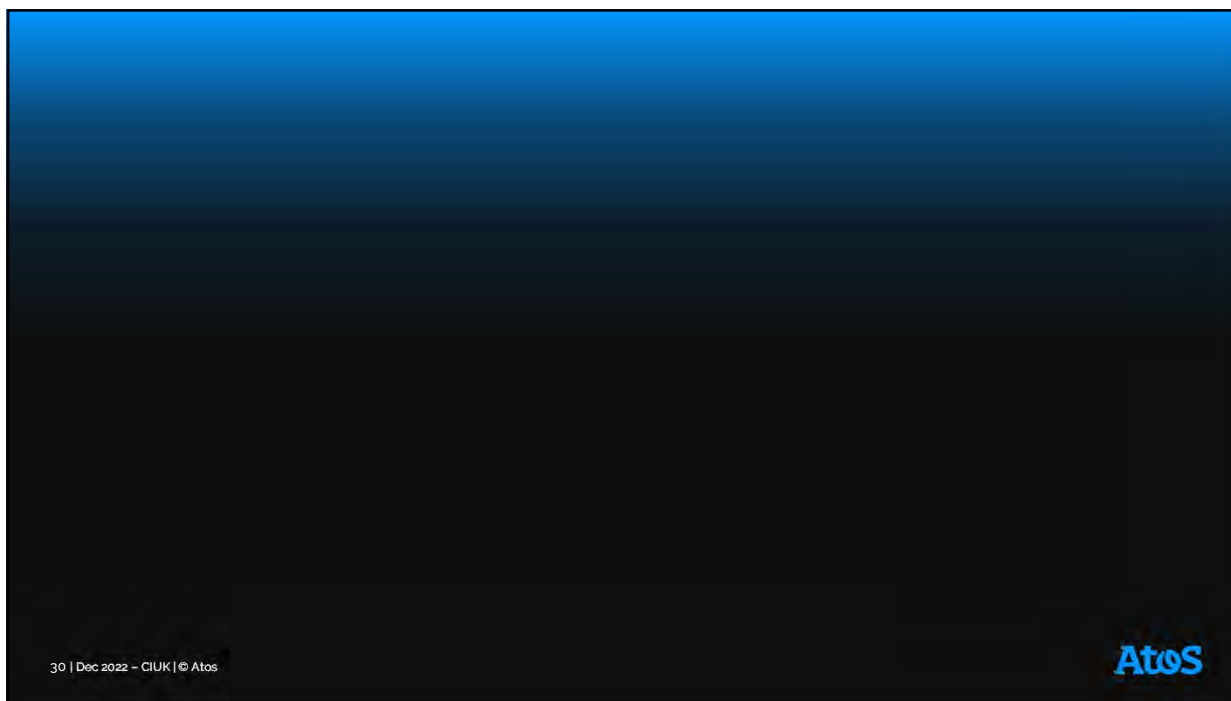 30 | Dec 2022 – CIUK | © Atos
Atos